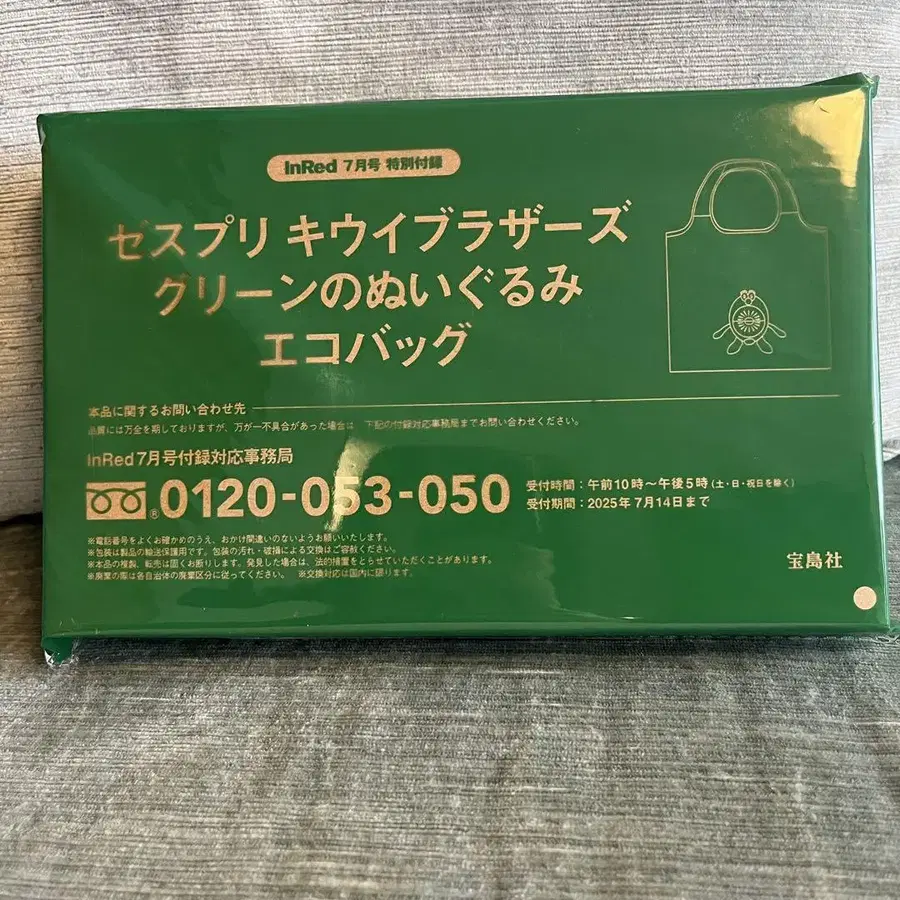 InRed 7月号 特別付録
ゼスプリ キウイブラザーズ
グリーンのぬいぐるみ
エコバッグ
本品に関するお問い合わせ先
品質には万全を期しておりますが、万が一不具合があった場合は 下記の付録対応事務局までお問い合わせください。
InRed7月号付録対応事務局
®0120-053-050
受付時間：午前10時〜午後5時(土・日・祝日を除く)
受付期間：2025年7月14日まで
※電話番号をよくお確かめのうえ、おかけ間違いのないようお願いいたします。
※包装は製品の輸送保護用です。包装の汚れ・破損による交換はご容赦ください。
※本品の複製、転売は固くお断りします。発見した場合は、法的措置をとらせていただくことがあります。
※廃棄の際は各自治体の廃棄区分に従ってください。 ※交換対応は国内に限ります。
宝島社